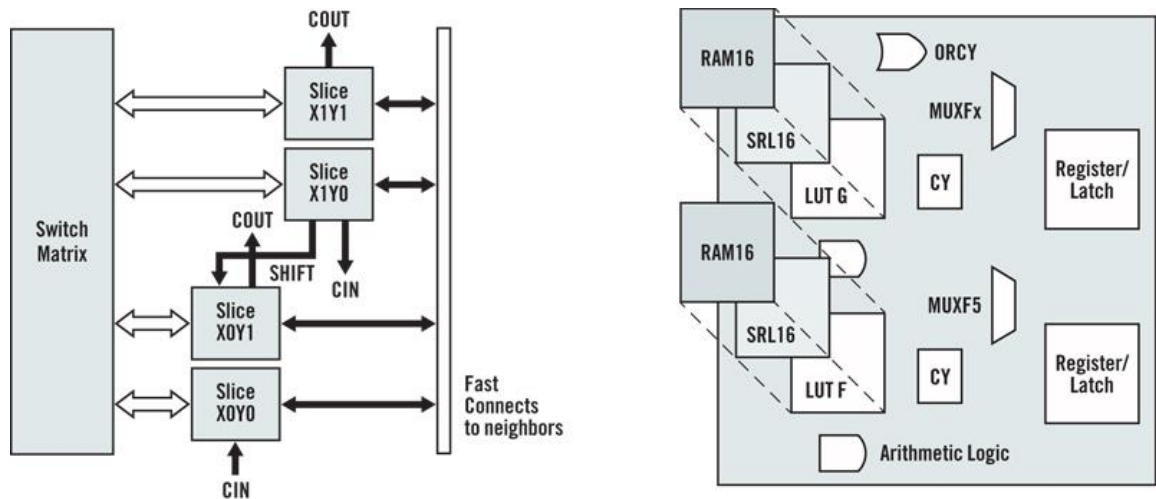 COUT
Slice
X1Y1
Slice
X1Y0
COUT
Switch
Matrix
SHIFT
CIN
Slice
X0Y1
Slice
X0Y0
Fast
Connects
to neighbors
CIN
RAM16
ORCY
MUXFx
SRL16
Register/
Latch
CY
LUT G
RAM16
MUXF5
SRL16
Register/
Latch
CY
LUT F
Arithmetic Logic